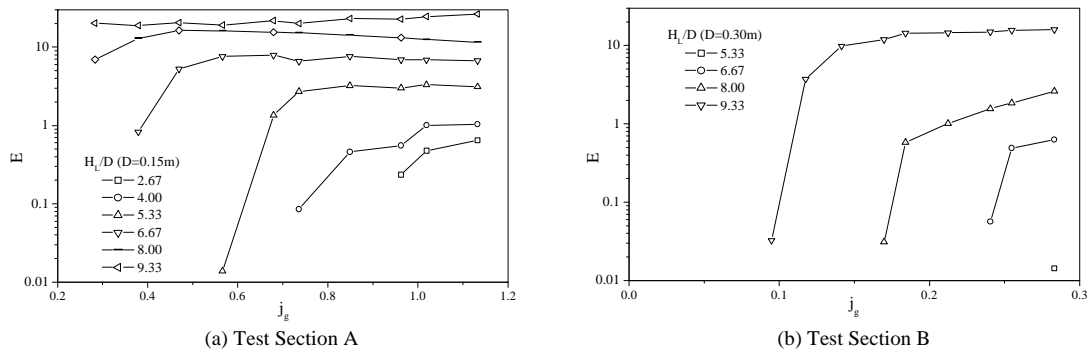 10
1
0.1
0.01
E
H_L/D (D=0.15m)
2.67
4.00
5.33
6.67
8.00
9.33
0.2 0.4 0.6 0.8 1.0 1.2
j_g
(a) Test Section A
10
1
0.1
0.01
E
H_L/D (D=0.30m)
5.33
6.67
8.00
9.33
0.0 0.1 0.2 0.3
j_g
(b) Test Section B